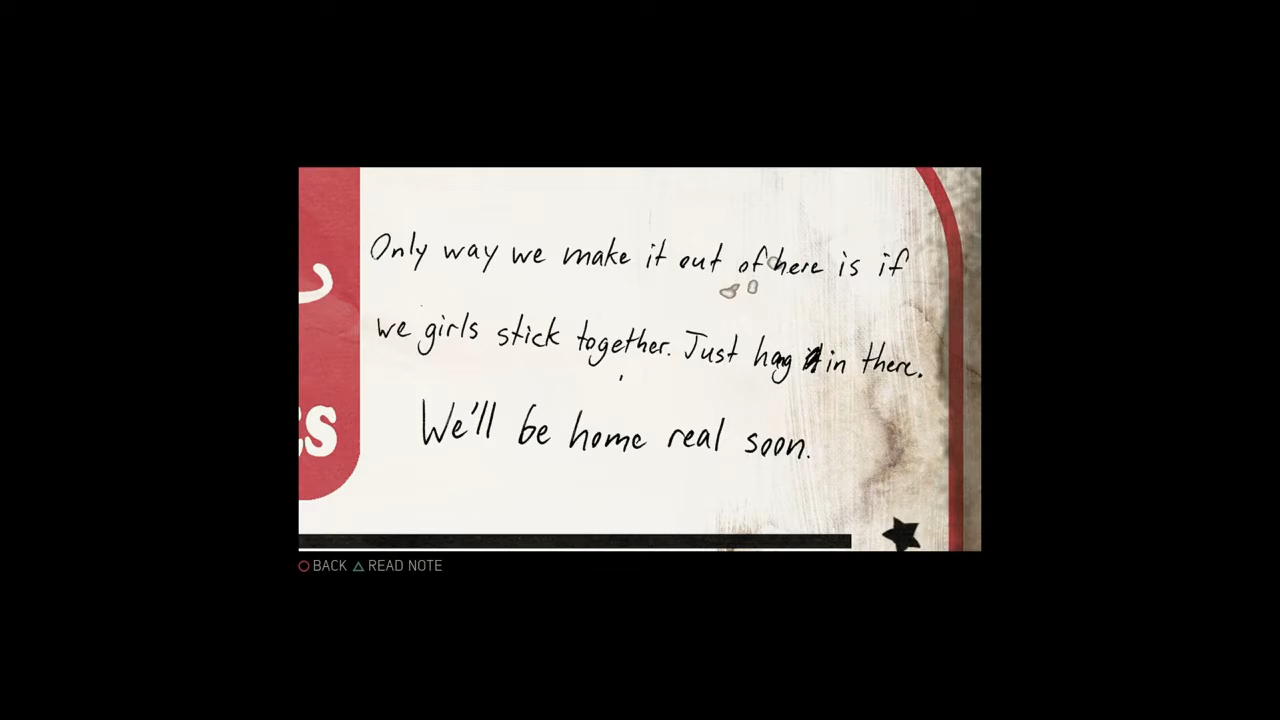 Only way we make it out of here is if
we girls stick together. Just hang in there.
We'll be home real soon.
ES
BACK READ NOTE